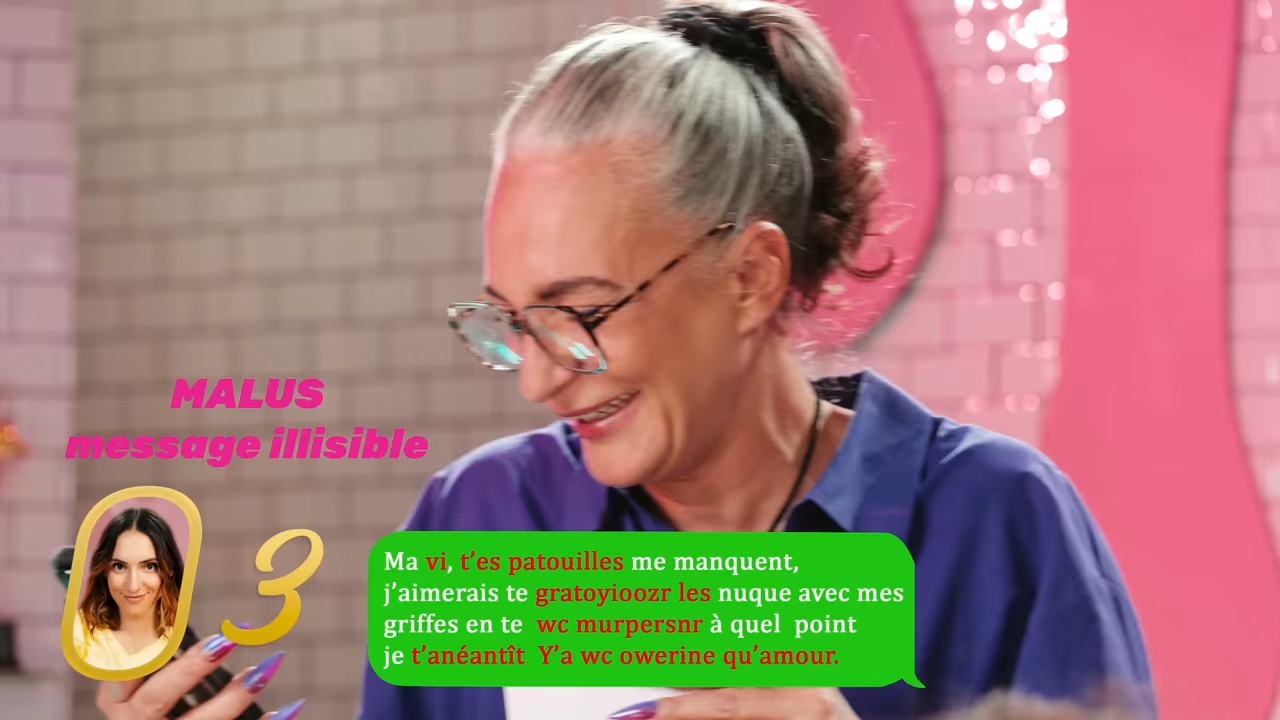 MALUS
message illisible
3
Ma vi, t’es patouilles me manquent,
j’aimerais te gratoyioozr les nuque avec mes
griffes en te wc murpersnr à quel point
je t’anéantît Y’a wc owerine qu’amour.